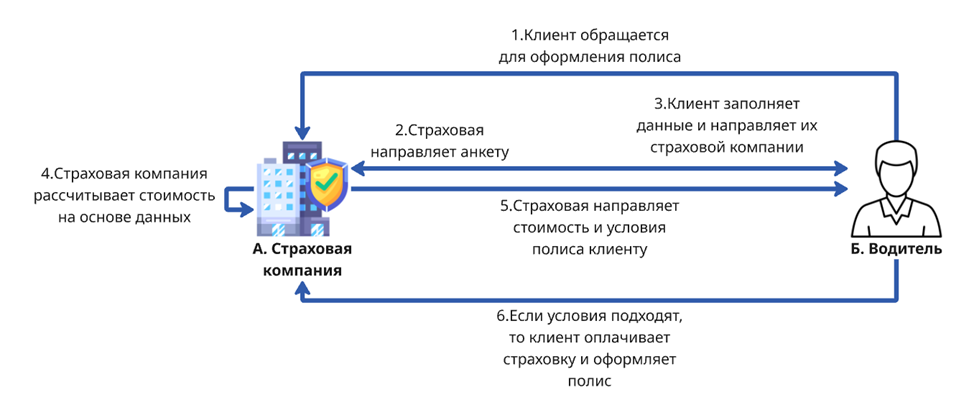 1.Клиент обращается
для оформления полиса
2.Страховая
направляет анкету
3.Клиент заполняет
данные и направляет их
страховой компании
4.Страховая компания
рассчитывает стоимость
на основе данных
5.Страховая направляет
стоимость и условия
полиса клиенту
А. Страховая
компания
Б. Водитель
6.Если условия подходят,
то клиент оплачивает
страховку и оформляет
полис